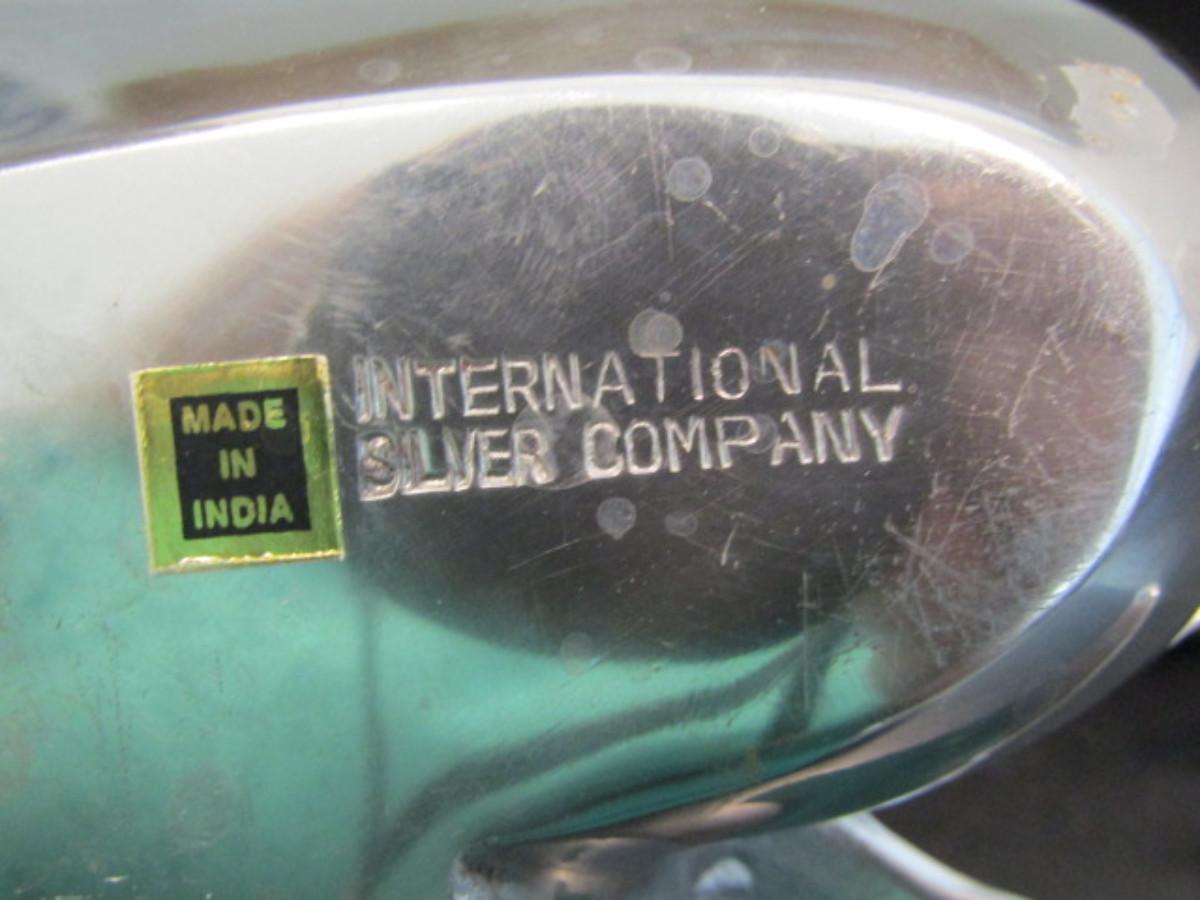 MADE
IN
INDIA
INTERNATIONAL
SILVER COMPANY